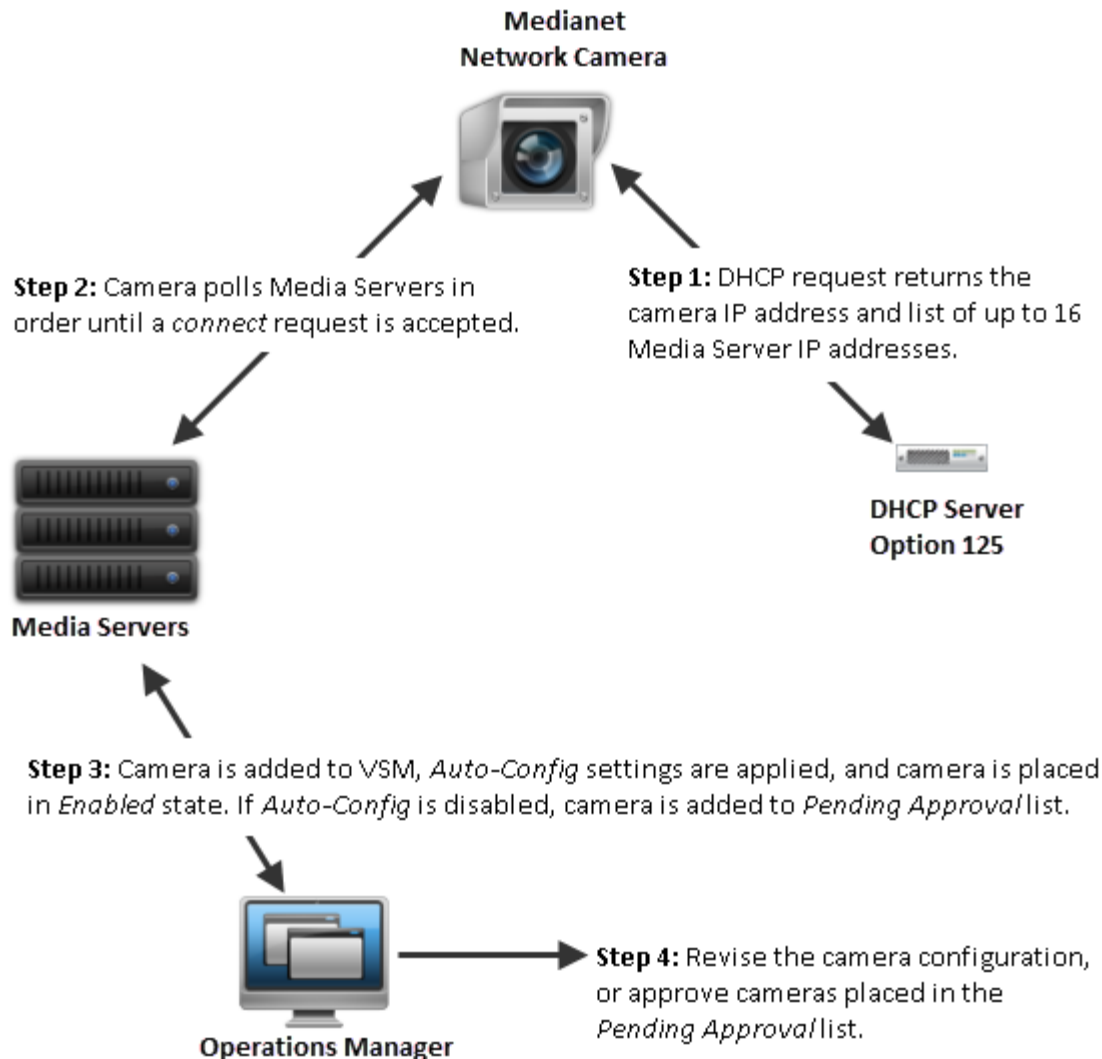 Medianet
Network Camera
Step 1: DHCP request returns the
camera IP address and list of up to 16
Media Server IP addresses.
Step 2: Camera polls Media Servers in
order until a connect request is accepted.
DHCP Server
Option 125
Media Servers
Step 3: Camera is added to VSM, Auto-Config settings are applied, and camera is placed
in Enabled state. If Auto-Config is disabled, camera is added to Pending Approval list.
Step 4: Revise the camera configuration,
or approve cameras placed in the
Pending Approval list.
Operations Manager